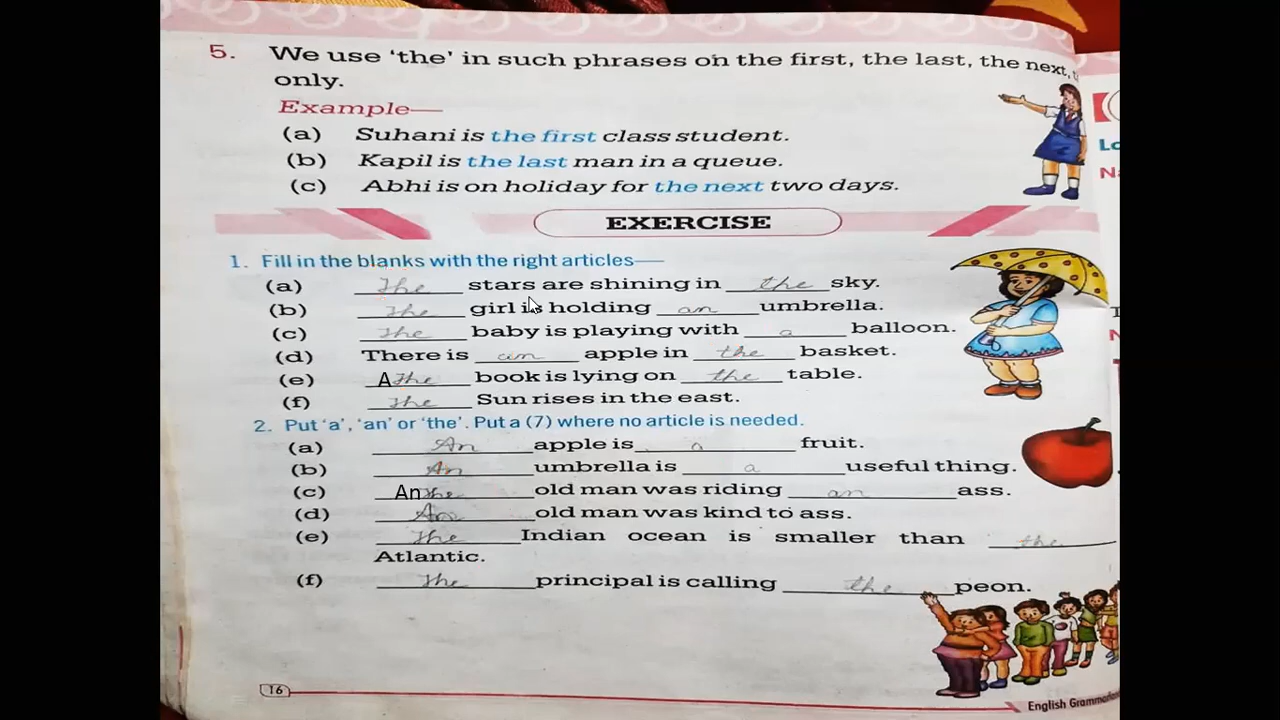 5. We use 'the' in such phrases on the first, the last, the next,
only.
Example—
(a) Suhani is the first class student.
(b) Kapil is the last man in a queue.
(c) Abhi is on holiday for the next two days.
EXERCISE
1. Fill in the blanks with the right articles—
(a) The stars are shining in the sky.
(b) The girl is holding an umbrella.
(c) The baby is playing with a balloon.
(d) There is an apple in the basket.
(e) A The book is lying on the table.
(f) The Sun rises in the east.
2. Put 'a', 'an' or 'the'. Put a (7) where no article is needed.
(a) An apple is a fruit.
(b) An umbrella is a useful thing.
(c) An the old man was riding an ass.
(d) An old man was kind to ass.
(e) The Indian ocean is smaller than the
Atlantic.
(f) The principal is calling the peon.
16
English